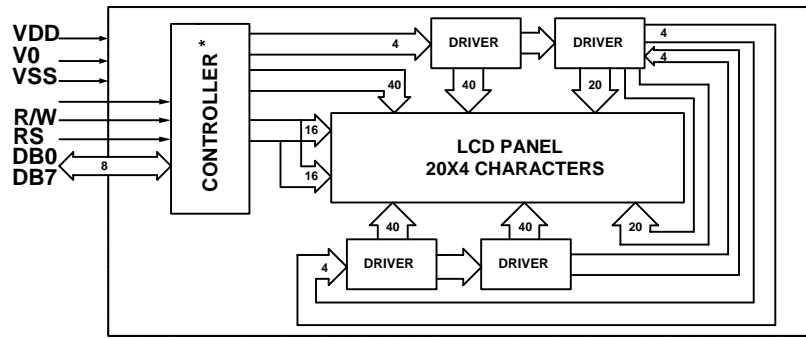 VDD
V0
VSS
R/W
RS
DB0
DB7
8
CONTROLLER*
4
DRIVER
DRIVER
4
4
40
40
20
16
16
LCD PANEL
20X4 CHARACTERS
40
40
20
4
DRIVER
DRIVER